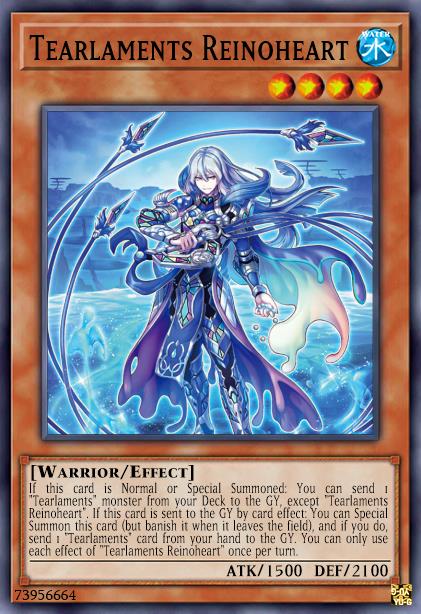 TEARLAMENTS REINOHEART
WATER
水
[WARRIOR/EFFECT]
If this card is Normal or Special Summoned: You can send 1
"Tearlaments" monster from your Deck to the GY, except "Tearlaments
Reinoheart". If this card is sent to the GY by card effect: You can Special
Summon this card (but banish it when it leaves the field), and if you do,
send 1 "Tearlaments" card from your hand to the GY. You can only use
each effect of "Tearlaments Reinoheart" once per turn.
ATK/1500 DEF/2100
73956664